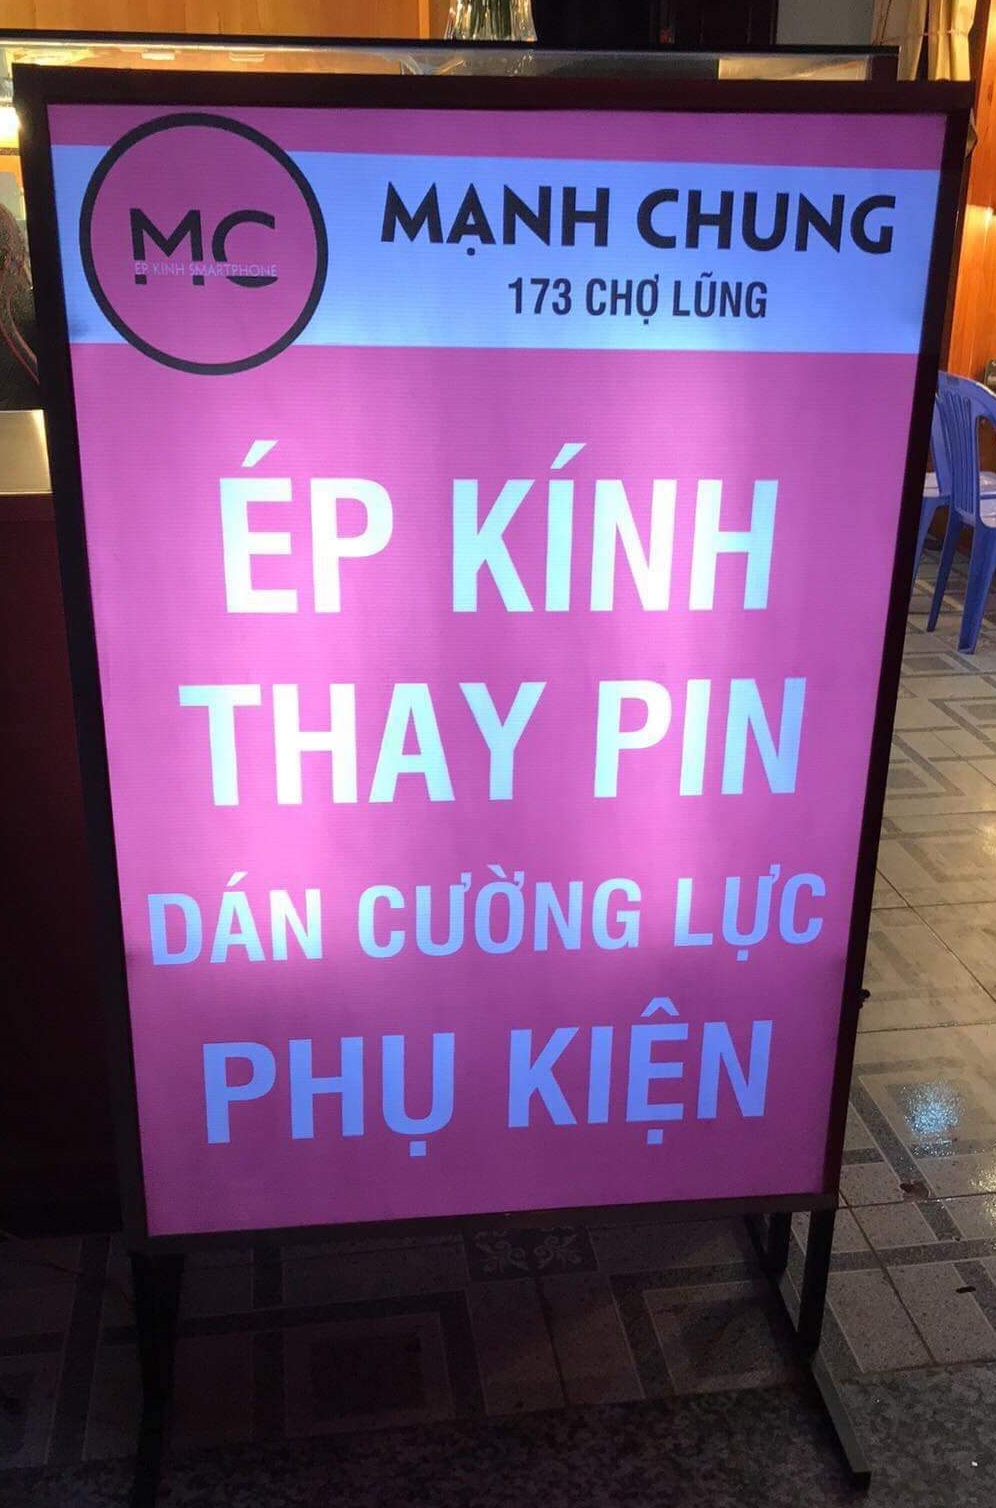 MC
ÉP KÍNH SMARTPHONE
MẠNH CHUNG
173 CHỢ LŨNG
ÉP KÍNH
THAY PIN
DÁN CƯỜNG LỰC
PHỤ KIỆN